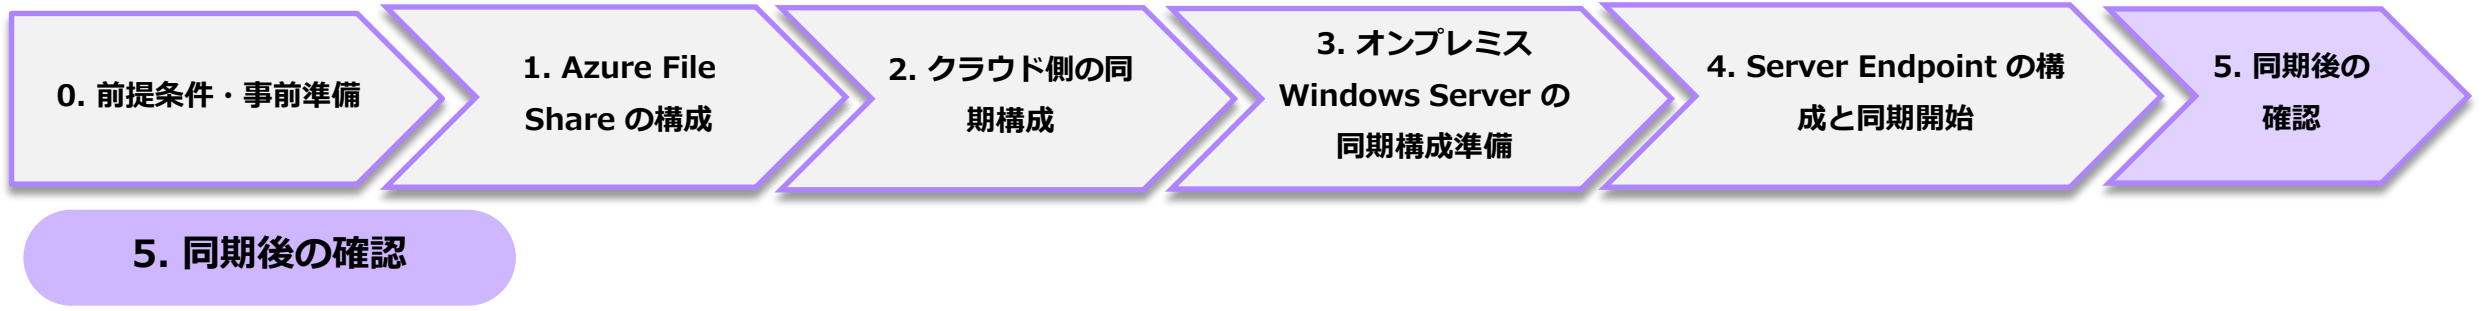 0. 前提条件・事前準備
1. Azure File
Share の構成
2. クラウド側の同
期構成
3. オンプレミス
Windows Server の
同期構成準備
4. Server Endpoint の構
成と同期開始
5. 同期後の
確認
5. 同期後の確認